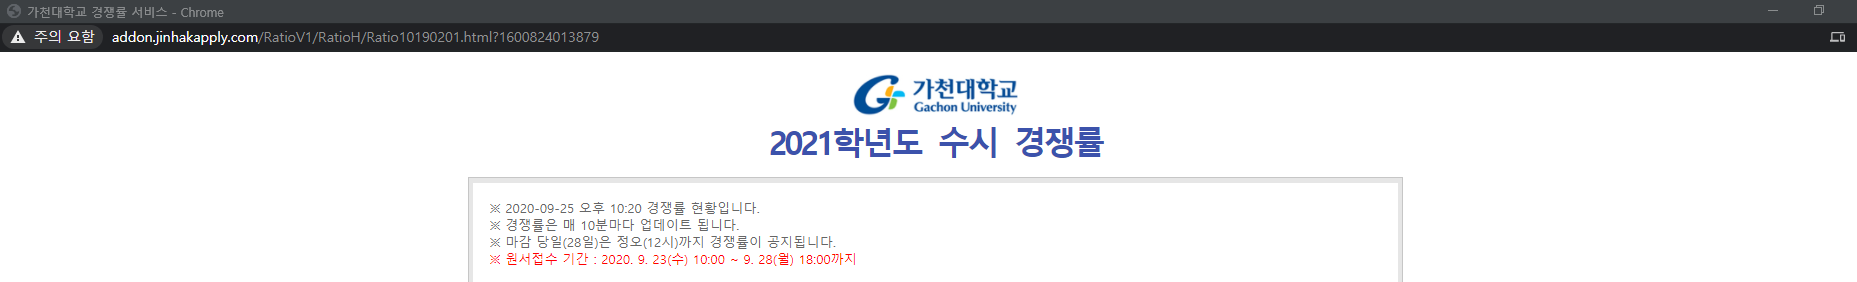 가천대학교 경쟁률 서비스 - Chrome
주의 요함 addon.jinhakapply.com/RatioV1/RatioH/Ratio10190201.html?1600824013879
가천대학교
Gachon University
2021학년도 수시 경쟁률
※ 2020-09-25 오후 10:20 경쟁률 현황입니다.
※ 경쟁률은 매 10분마다 업데이트 됩니다.
※ 마감 당일(28일)은 정오(12시)까지 경쟁률이 공지됩니다.
※ 원서접수 기간 : 2020. 9. 23(수) 10:00 ~ 9. 28(월) 18:00까지